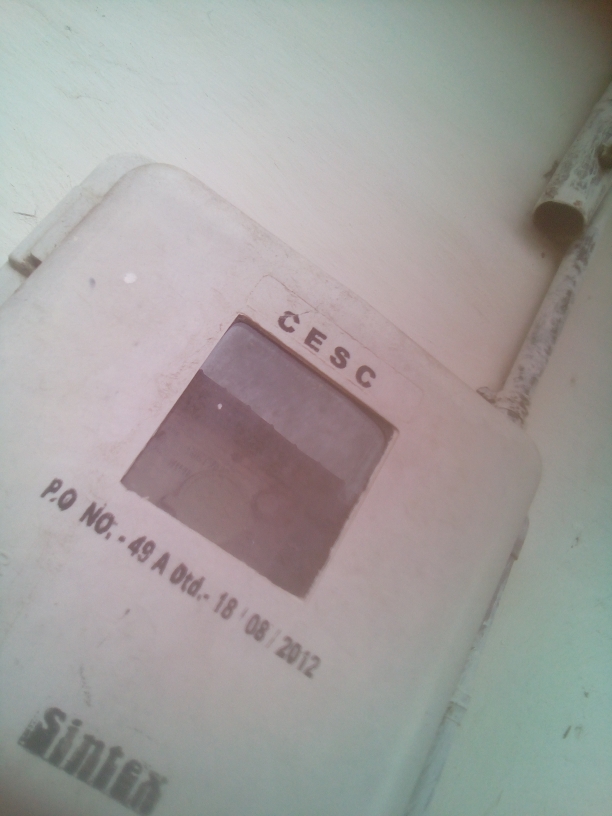 CESC
P.O NO. - 49 A Dtd.- 18/08/2012
Sintex